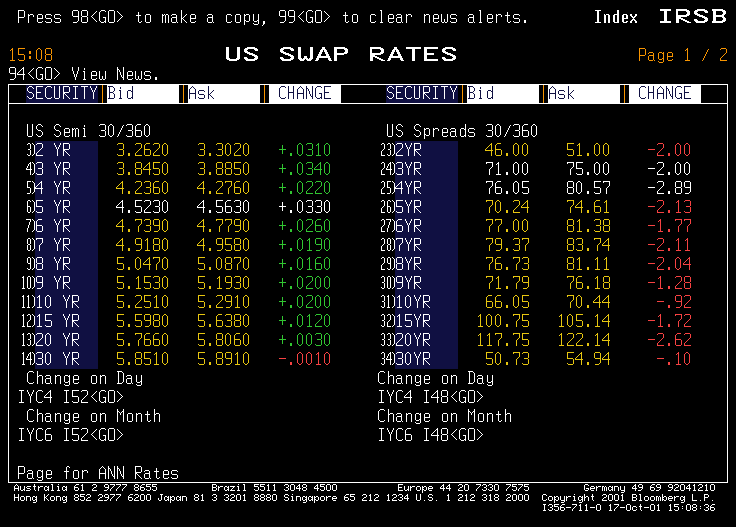 Press 98<GO> to make a copy, 99<GO> to clear news alerts. Index IRSB
15:08 US SWAP RATES Page 1 / 2
94<GO> View News.
SECURITY Bid Ask CHANGE SECURITY Bid Ask CHANGE
US Semi 30/360 US Spreads 30/360
3)2 YR 3.2620 3.3020 +.0310 23)2YR 46.00 51.00 -2.00
4)3 YR 3.8450 3.8850 +.0340 24)3YR 71.00 75.00 -2.00
5)4 YR 4.2360 4.2760 +.0220 25)4YR 76.05 80.57 -2.89
6)5 YR 4.5230 4.5630 +.0330 26)5YR 70.24 74.61 -2.13
7)6 YR 4.7390 4.7790 +.0260 27)6YR 77.00 81.38 -1.77
8)7 YR 4.9180 4.9580 +.0190 28)7YR 79.37 83.74 -2.11
9)8 YR 5.0470 5.0870 +.0160 29)8YR 76.73 81.11 -2.04
10)9 YR 5.1530 5.1930 +.0200 30)9YR 71.79 76.18 -1.28
11)10 YR 5.2510 5.2910 +.0200 31)10YR 66.05 70.44 -.92
12)15 YR 5.5980 5.6380 +.0120 32)15YR 100.75 105.14 -1.72
13)20 YR 5.7660 5.8060 +.0030 33)20YR 117.75 122.14 -2.62
14)30 YR 5.8510 5.8910 -.0010 34)30YR 50.73 54.94 -.10
Change on Day Change on Day
IYC4 I52<GO> IYC4 I48<GO>
Change on Month Change on Month
IYC6 I52<GO> IYC6 I48<GO>
Page for ANN Rates
Australia 61 2 9777 8655 Brazil 5511 3048 4500 Europe 44 20 7330 7575 Germany 49 69 92041210
Hong Kong 852 2977 6200 Japan 81 3 3201 8880 Singapore 65 212 1234 U.S. 1 212 318 2000 Copyright 2001 Bloomberg L.P.
I356-711-0 17-Oct-01 15:08:36